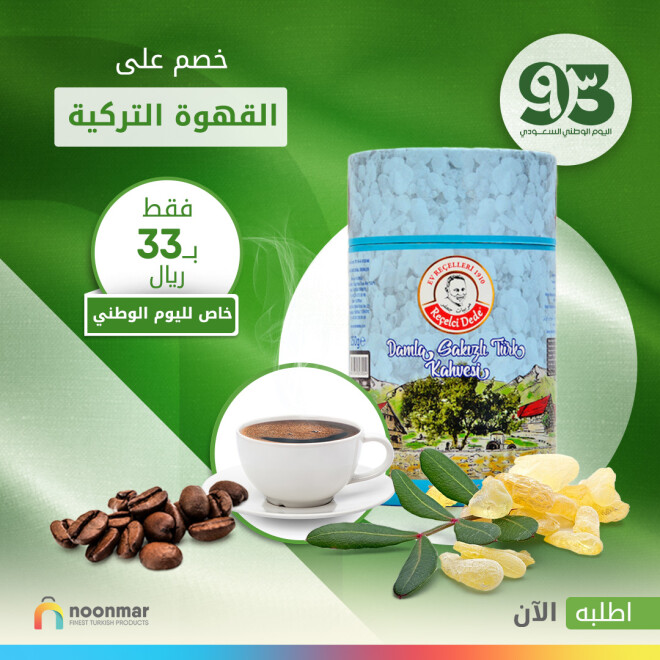 خصم على
القهوة التركية
93
اليوم الوطني السعودي
فقط
بـ33
ريال
خاص لليوم الوطني
EV REÇELLERİ 1910
Reçelci Dede
Damla Sakızlı Türk
Kahvesi
noonmar
FINEST TURKISH PRODUCTS
اطلبه الآن